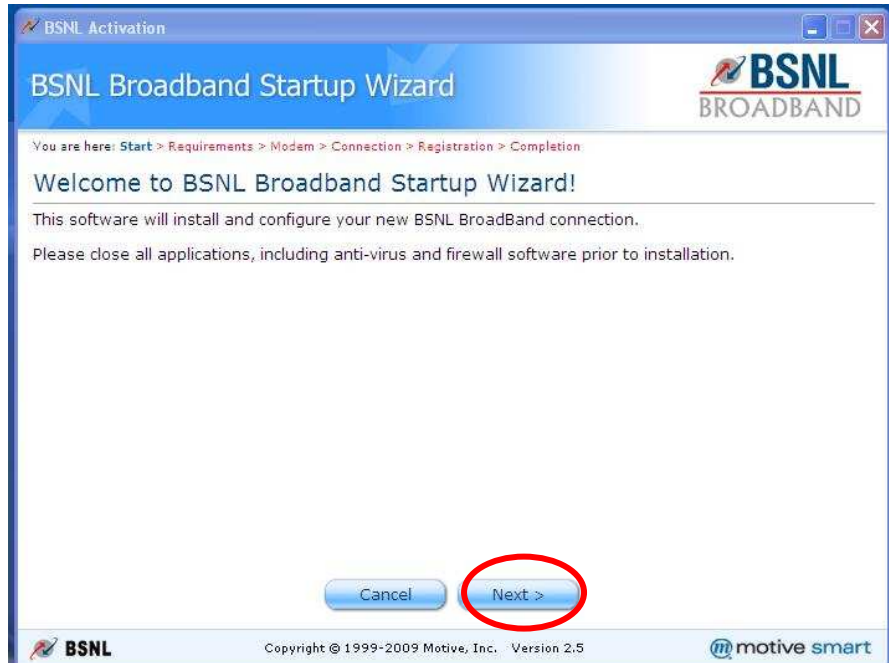 BSNL Activation
BSNL Broadband Startup Wizard
BSNL
BROADBAND
You are here: Start > Requirements > Modem > Connection > Registration > Completion
Welcome to BSNL Broadband Startup Wizard!
This software will install and configure your new BSNL BroadBand connection.
Please close all applications, including anti-virus and firewall software prior to installation.
Cancel
Next >
BSNL
Copyright © 1999-2009 Motive, Inc. Version 2.5
m motive smart